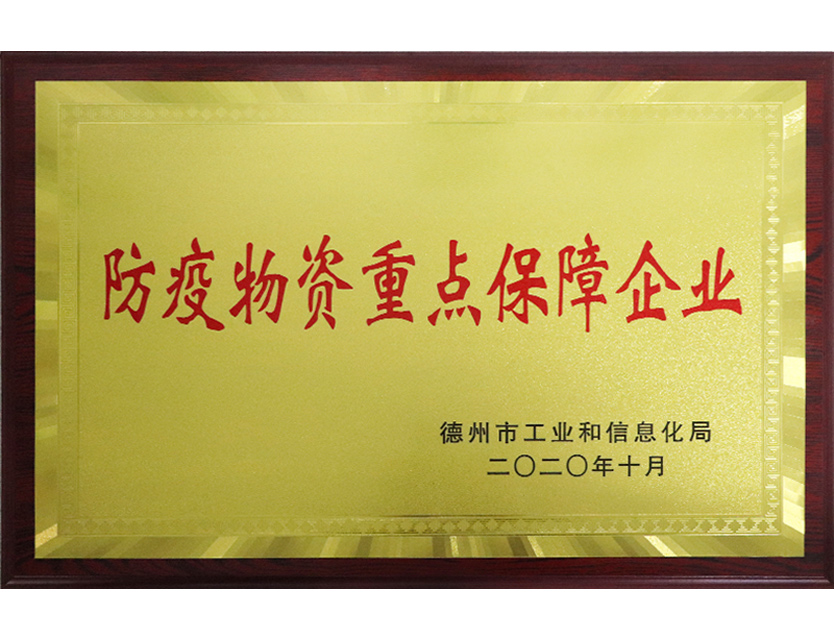 防疫物资重点保障企业
德州市工业和信息化局
二〇二〇年十月